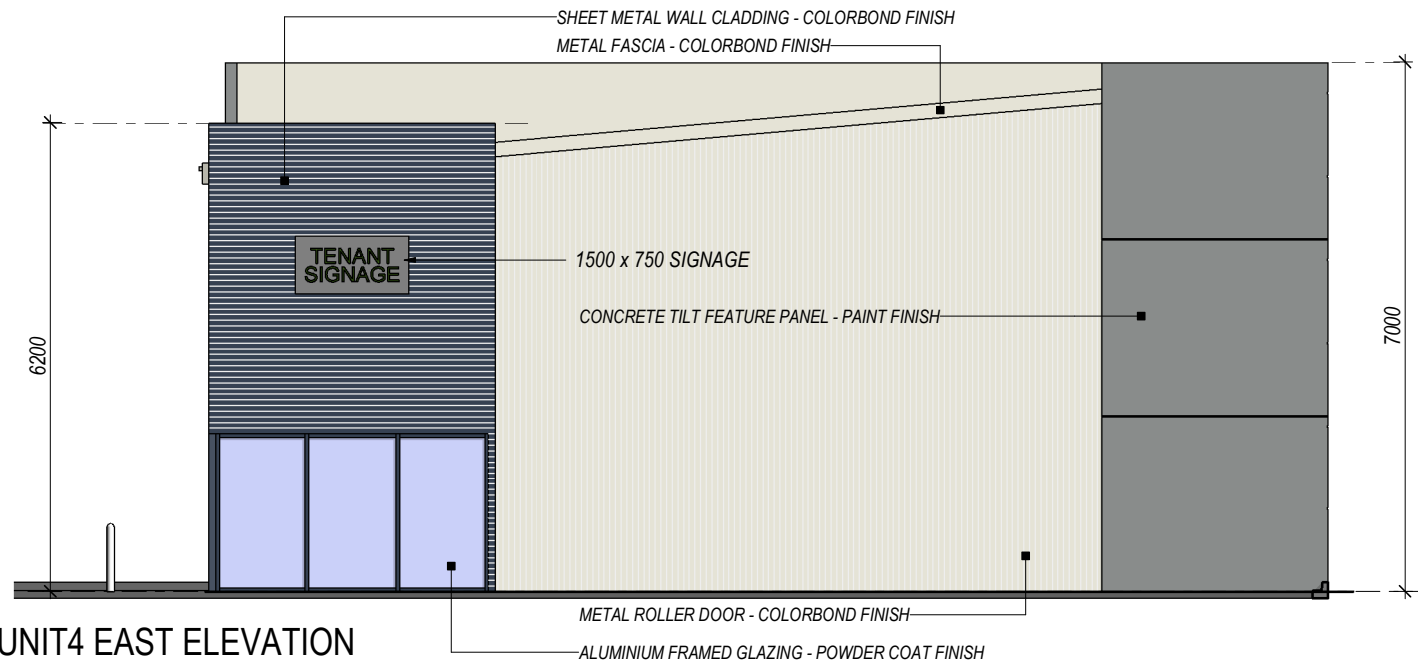 SHEET METAL WALL CLADDING - COLORBOND FINISH
METAL FASCIA - COLORBOND FINISH
7000
6200
TENANT
SIGNAGE
1500 x 750 SIGNAGE
CONCRETE TILT FEATURE PANEL - PAINT FINISH
METAL ROLLER DOOR - COLORBOND FINISH
ALUMINIUM FRAMED GLAZING - POWDER COAT FINISH
UNIT4 EAST ELEVATION